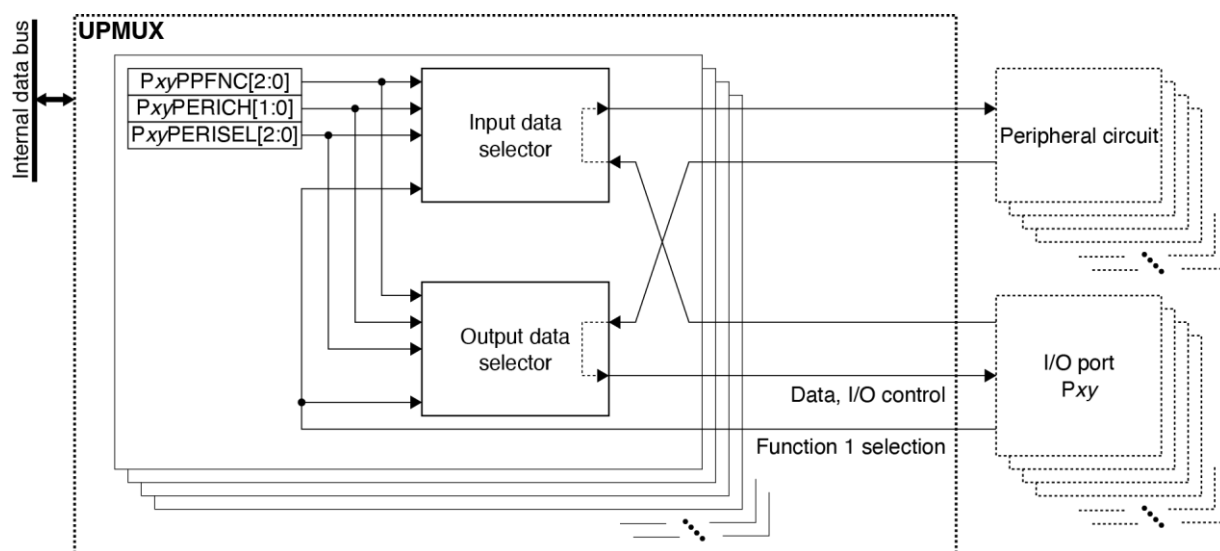 UPMUX
Internal data bus
PxyPPFNC[2:0]
PxyPERICH[1:0]
PxyPERISEL[2:0]
Input data
selector
Peripheral circuit
Output data
selector
I/O port
Pxy
Data, I/O control
Function 1 selection